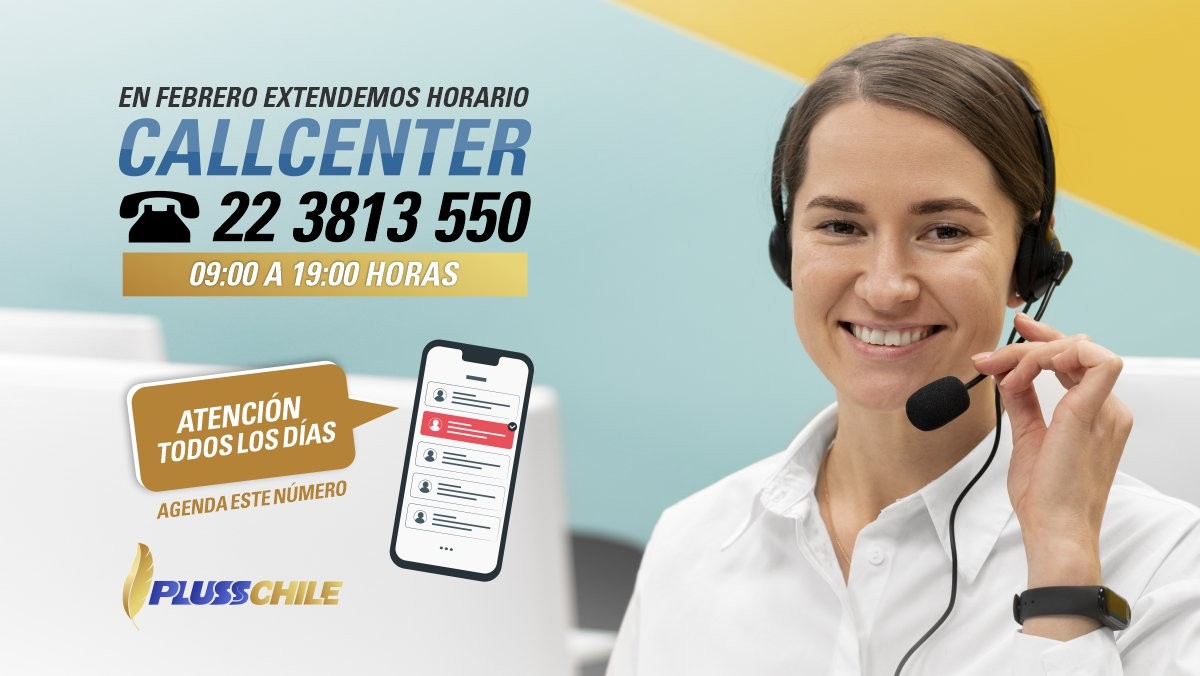 EN FEBRERO EXTENDEMOS HORARIO
CALLCENTER
22 3813 550
09:00 A 19:00 HORAS
ATENCIÓN
TODOS LOS DÍAS
AGENDA ESTE NÚMERO
PLUSSCHILE